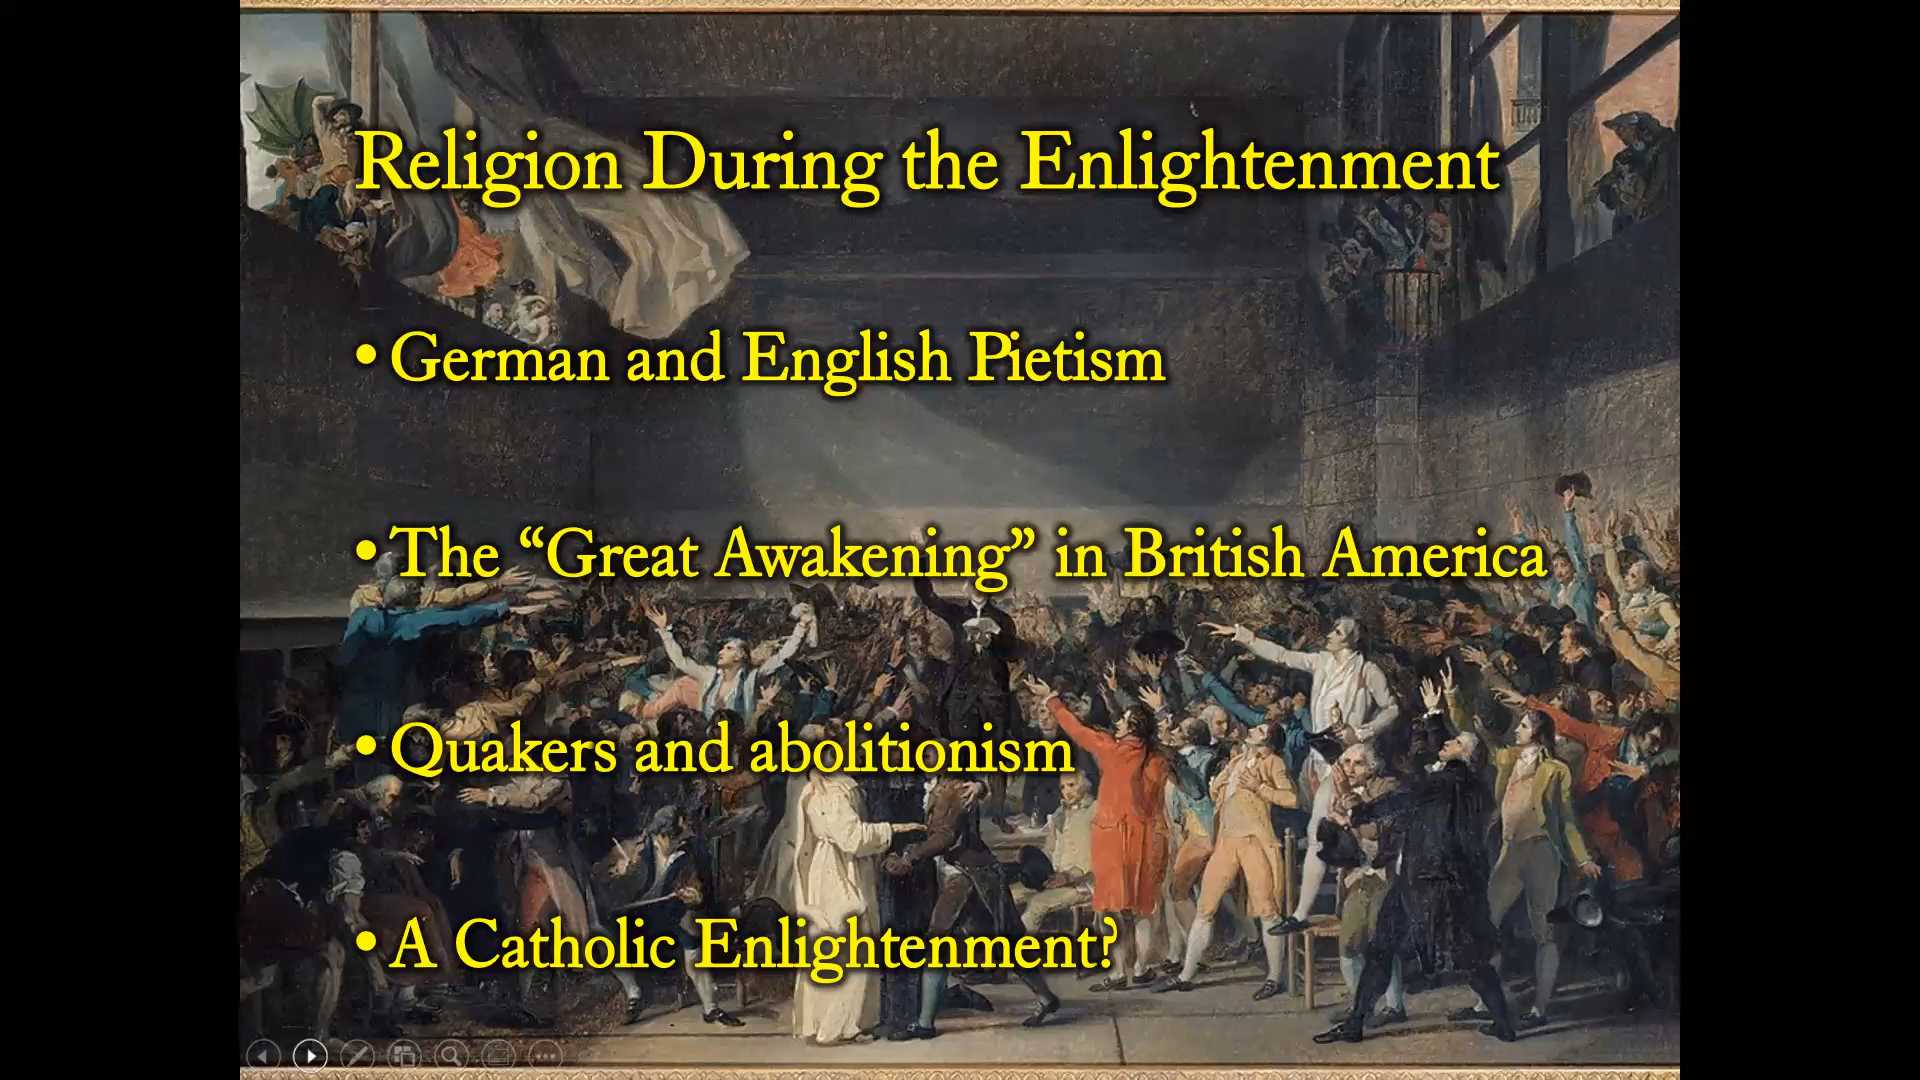 Religion During the Enlightenment
• German and English Pietism
• The “Great Awakening” in British America
• Quakers and abolitionism
• A Catholic Enlightenment?